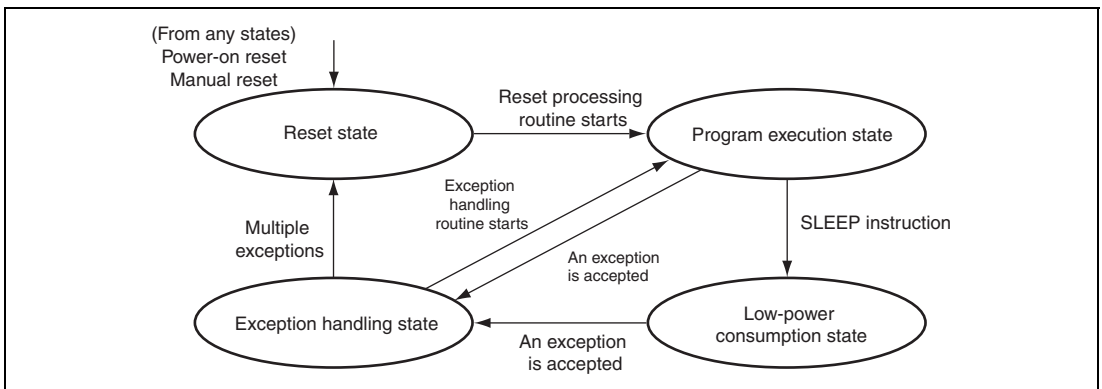 (From any states)
Power-on reset
Manual reset
Reset state
Reset processing
routine starts
Program execution state
Exception
handling
routine starts
Multiple
exceptions
SLEEP instruction
An exception
is accepted
Exception handling state
An exception
is accepted
Low-power
consumption state